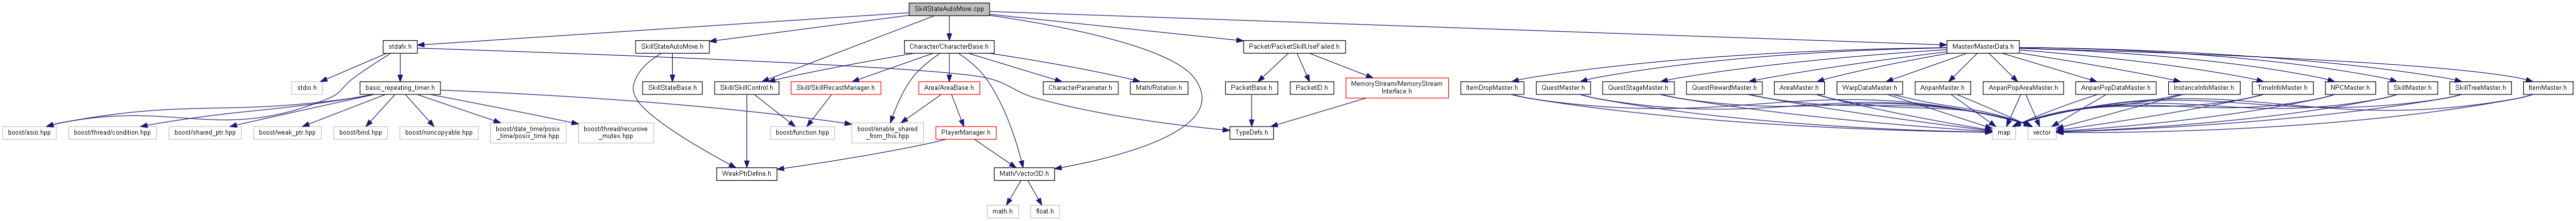 SkillStateAutoMove.cpp
stdafx.h
SkillStateAutoMove.h
Character/CharacterBase.h
Packet/PacketSkillUseFailed.h
Master/MasterData.h
stdio.h
basic_repeating_timer.h
SkillStateBase.h
Skill/SkillControl.h
Skill/SkillRecastManager.h
Area/AreaBase.h
CharacterParameter.h
Math/Rotation.h
PacketBase.h
PacketID.h
MemoryStream/MemoryStream
Interface.h
ItemDropMaster.h
QuestMaster.h
QuestStageMaster.h
QuestRewardMaster.h
AreaMaster.h
WarpDataMaster.h
AnpanMaster.h
AnpanPopAreaMaster.h
AnpanPopDataMaster.h
InstanceInfoMaster.h
TimeInfoMaster.h
NPCMaster.h
SkillMaster.h
SkillTreeMaster.h
ItemMaster.h
boost/asio.hpp
boost/thread/condition.hpp
boost/shared_ptr.hpp
boost/weak_ptr.hpp
boost/bind.hpp
boost/noncopyable.hpp
boost/date_time/posix
_time/posix_time.hpp
boost/thread/recursive
_mutex.hpp
boost/function.hpp
boost/enable_shared
_from_this.hpp
PlayerManager.h
TypeDefs.h
map
vector
WeakPtrDefine.h
Math/Vector3D.h
math.h
float.h